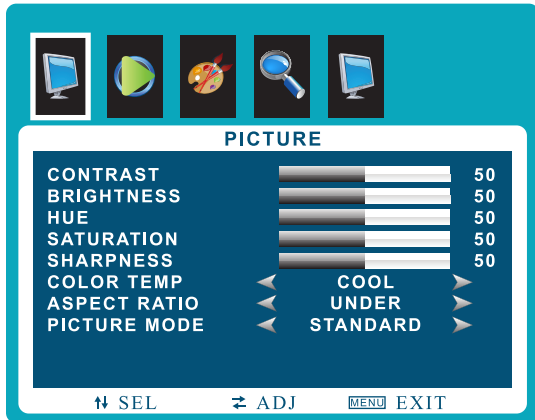 PICTURE
CONTRAST 50
BRIGHTNESS 50
HUE 50
SATURATION 50
SHARPNESS 50
COLOR TEMP COOL
ASPECT RATIO UNDER
PICTURE MODE STANDARD
SEL ADJ MENU EXIT